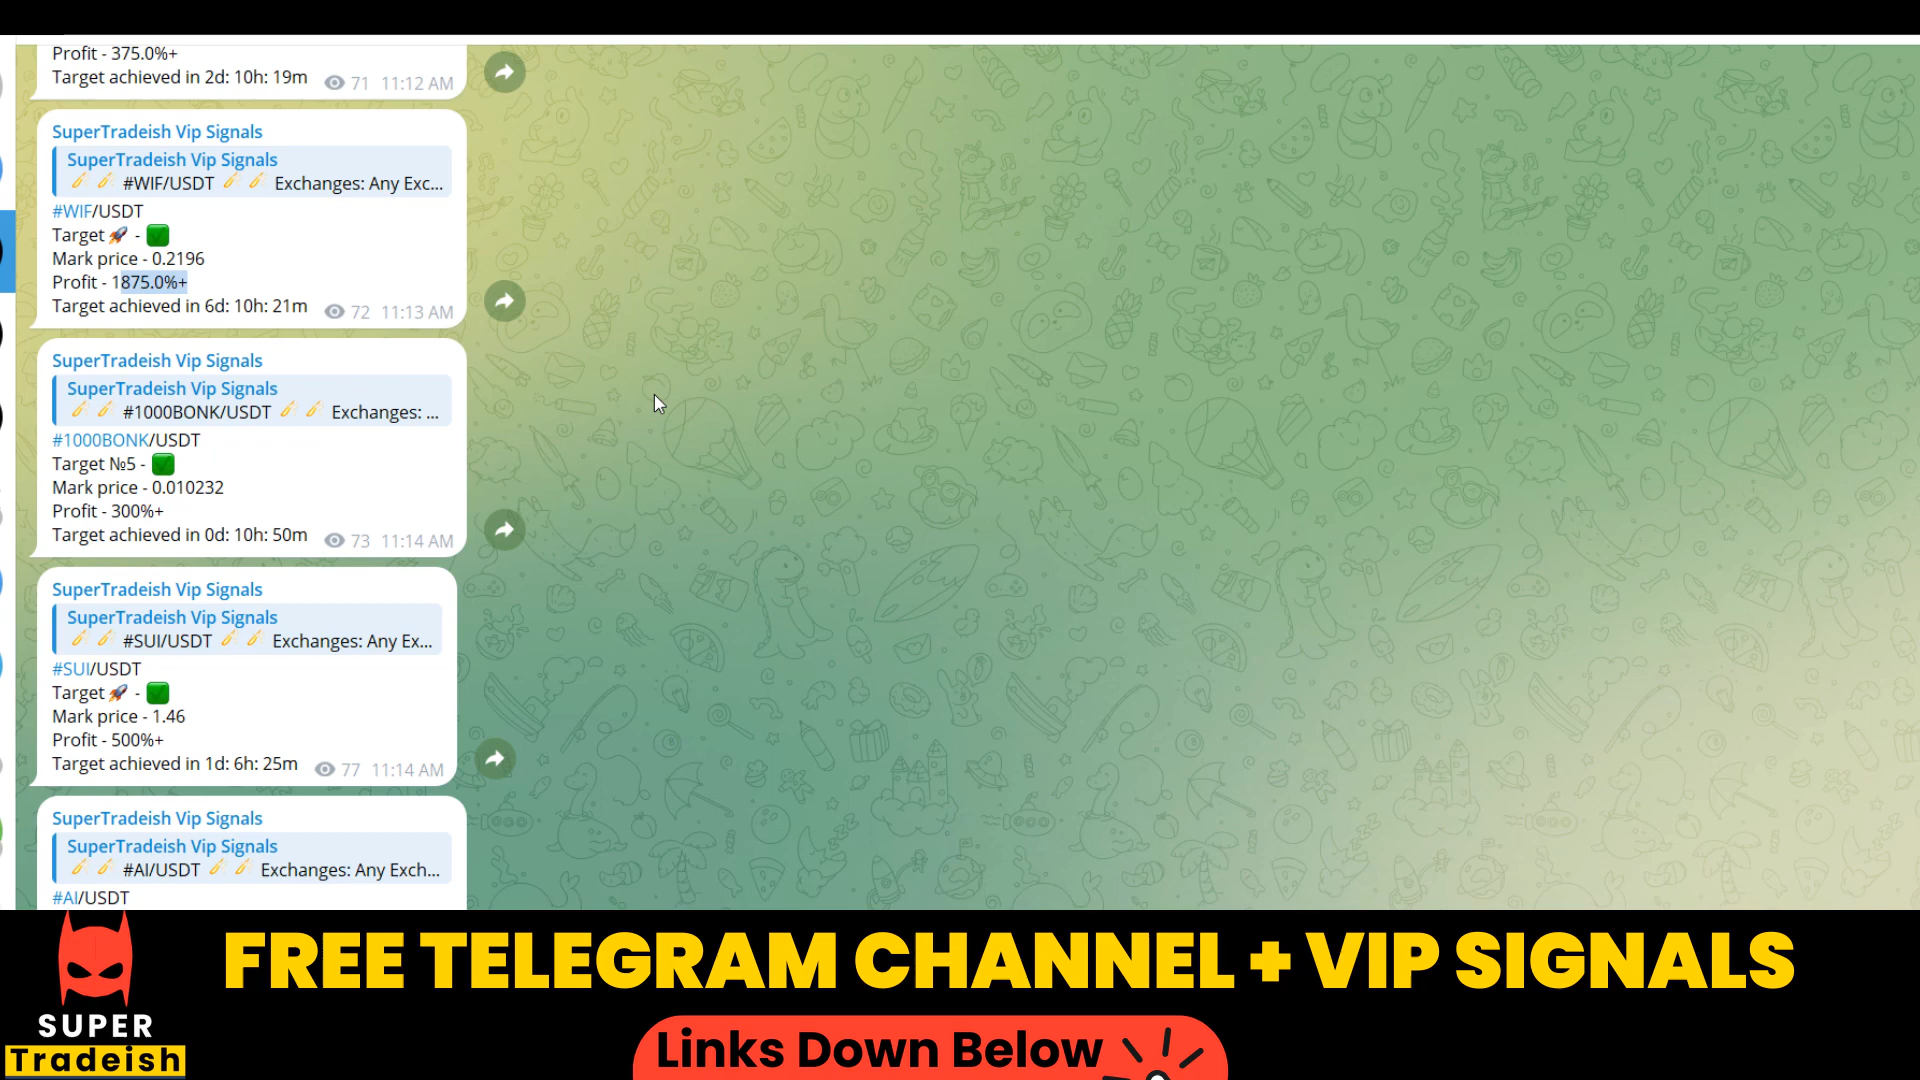 Profit - 375.0%+
Target achieved in 2d: 10h: 19m 71 11:12 AM
SuperTradeish Vip Signals
SuperTradeish Vip Signals
#WIF/USDT Exchanges: Any Exc...
#WIF/USDT
Target 🚀 - ✅
Mark price - 0.2196
Profit - 1875.0%+
Target achieved in 6d: 10h: 21m 72 11:13 AM
SuperTradeish Vip Signals
SuperTradeish Vip Signals
#1000BONK/USDT Exchanges: ...
#1000BONK/USDT
Target №5 - ✅
Mark price - 0.010232
Profit - 300%+
Target achieved in 0d: 10h: 50m 73 11:14 AM
SuperTradeish Vip Signals
SuperTradeish Vip Signals
#SUI/USDT Exchanges: Any Ex...
#SUI/USDT
Target 🚀 - ✅
Mark price - 1.46
Profit - 500%+
Target achieved in 1d: 6h: 25m 77 11:14 AM
SuperTradeish Vip Signals
SuperTradeish Vip Signals
#AI/USDT Exchanges: Any Exch...
#AI/USDT
FREE TELEGRAM CHANNEL + VIP SIGNALS
SUPER
Tradeish
Links Down Below